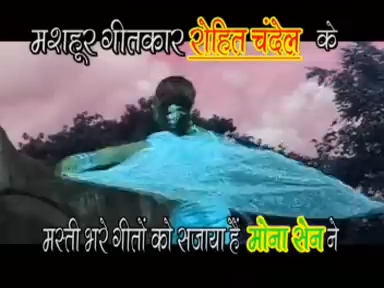 मशहूर गीतकार रोहित चंदेल के
मस्ती भरे गीतों को सजाया हैं मोना सेन ने